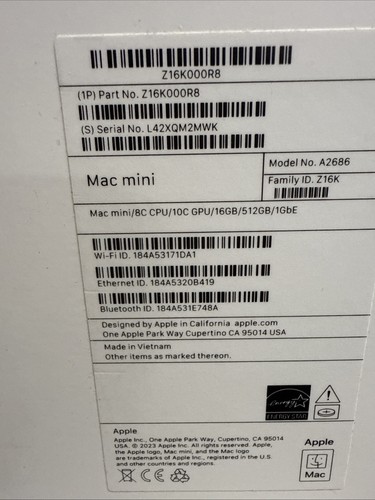 Z16K000R8
(1P) Part No. Z16K000R8
(S) Serial No. L42XQM2MWK
Mac mini
Model No. A2686
Family ID. Z16K
Mac mini/8C CPU/10C GPU/16GB/512GB/1GbE
Wi-Fi ID. 184A53171DA1
Ethernet ID. 184A5320B419
Bluetooth ID. 184A531E748A
Designed by Apple in California apple.com
One Apple Park Way Cupertino CA 95014 USA
Made in Vietnam
Other items as marked thereon.
energy
ENERGY STAR
Apple
Apple Inc., One Apple Park Way, Cupertino, CA 95014
USA. © 2023 Apple Inc. All rights reserved. Apple,
the Apple logo, Mac mini, and the Mac logo
are trademarks of Apple Inc., registered in the U.S.
and other countries and regions.
Apple
Mac